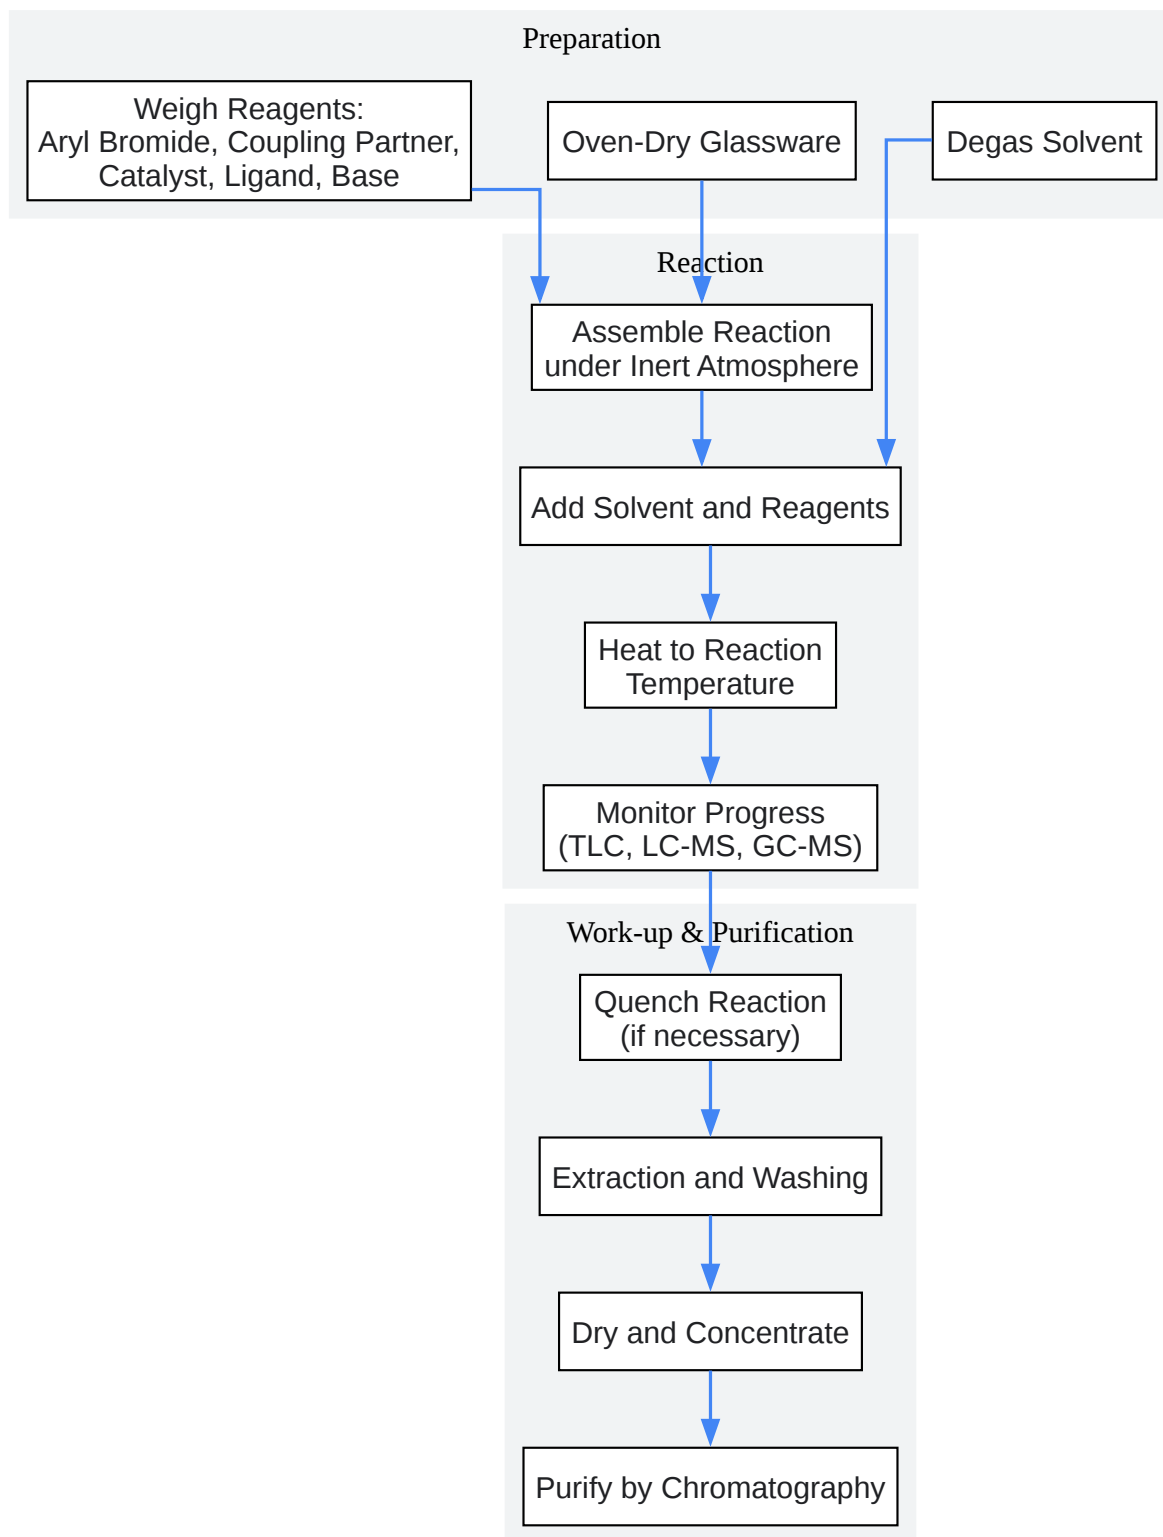 Preparation
Weigh Reagents:
Aryl Bromide, Coupling Partner,
Catalyst, Ligand, Base
Oven-Dry Glassware
Degas Solvent
Reaction
Assemble Reaction
under Inert Atmosphere
Add Solvent and Reagents
Heat to Reaction
Temperature
Monitor Progress
(TLC, LC-MS, GC-MS)
Work-up & Purification
Quench Reaction
(if necessary)
Extraction and Washing
Dry and Concentrate
Purify by Chromatography